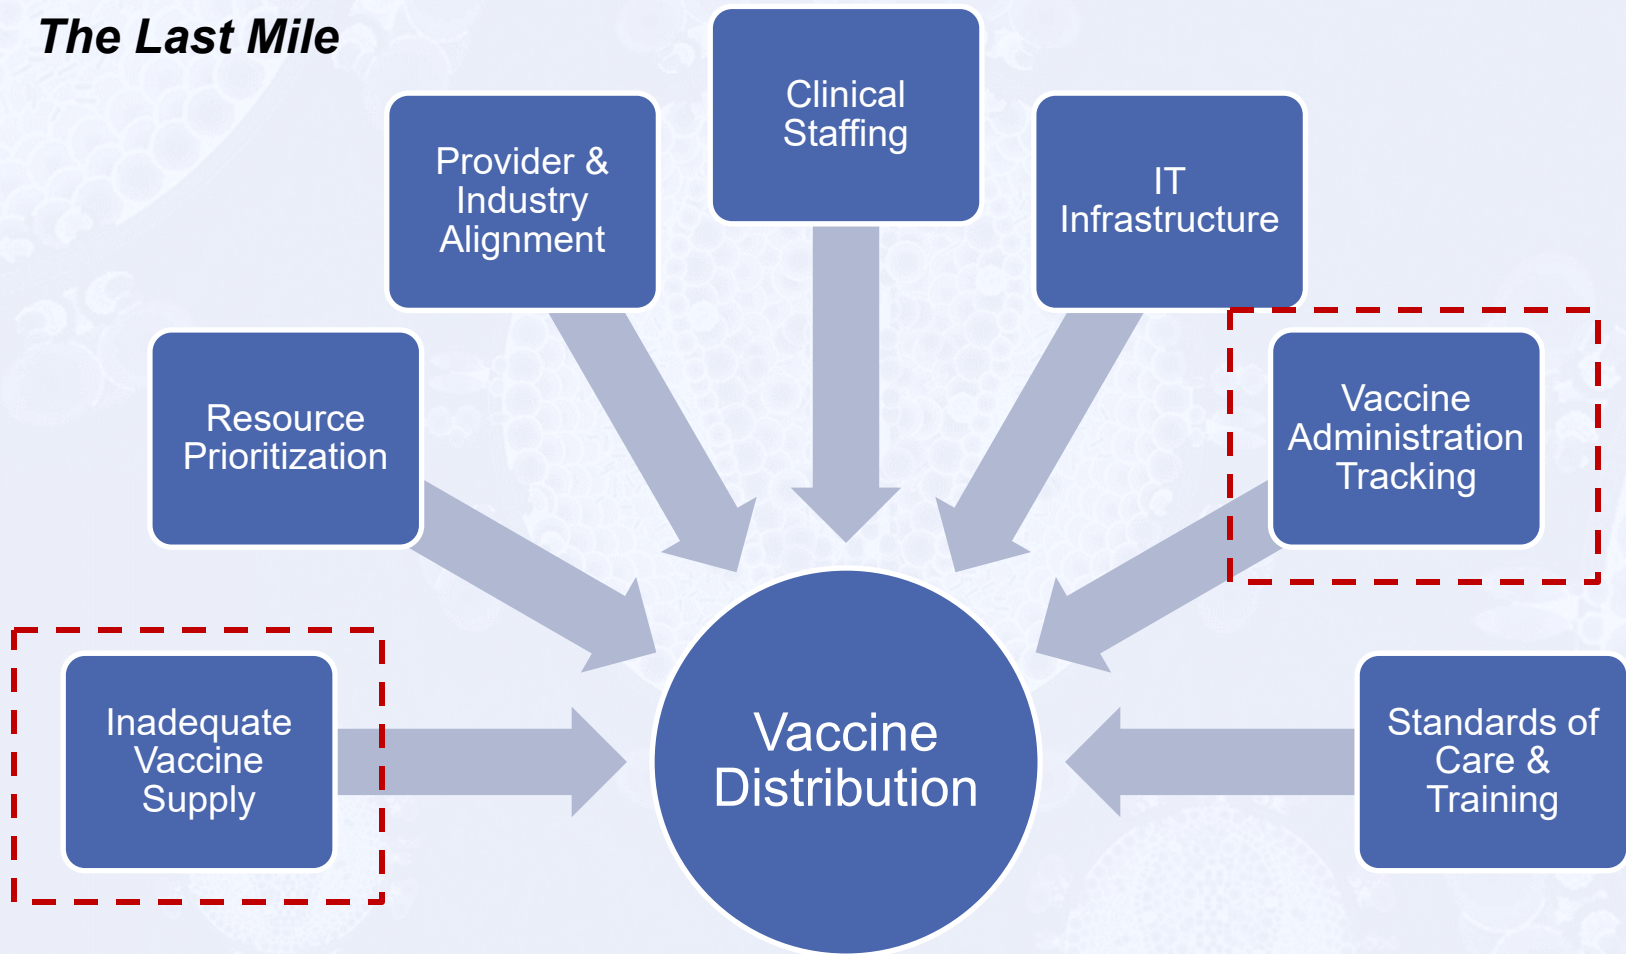 The Last Mile
Clinical
Staffing
Provider &
Industry
Alignment
IT
Infrastructure
Resource
Prioritization
Vaccine
Administration
Tracking
Inadequate
Vaccine
Supply
Vaccine
Distribution
Standards of
Care &
Training